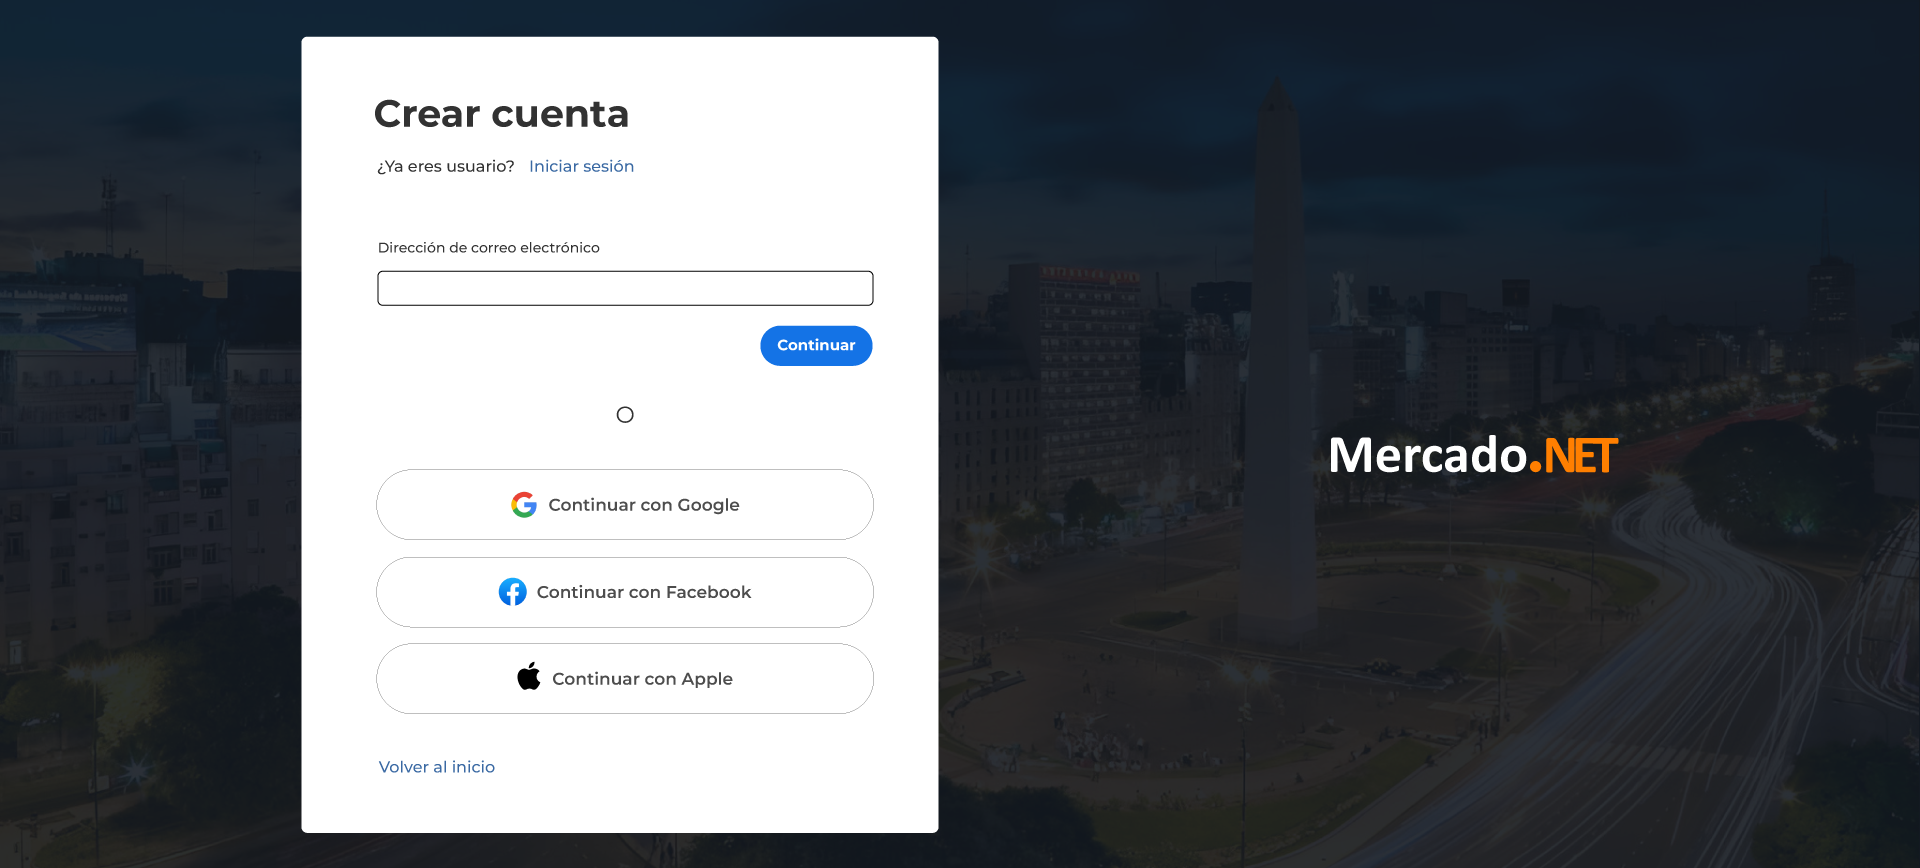 Crear cuenta
¿Ya eres usuario? Iniciar sesión
Dirección de correo electrónico
Continuar
O
Continuar con Google
Continuar con Facebook
Continuar con Apple
Volver al inicio
Mercado.NET